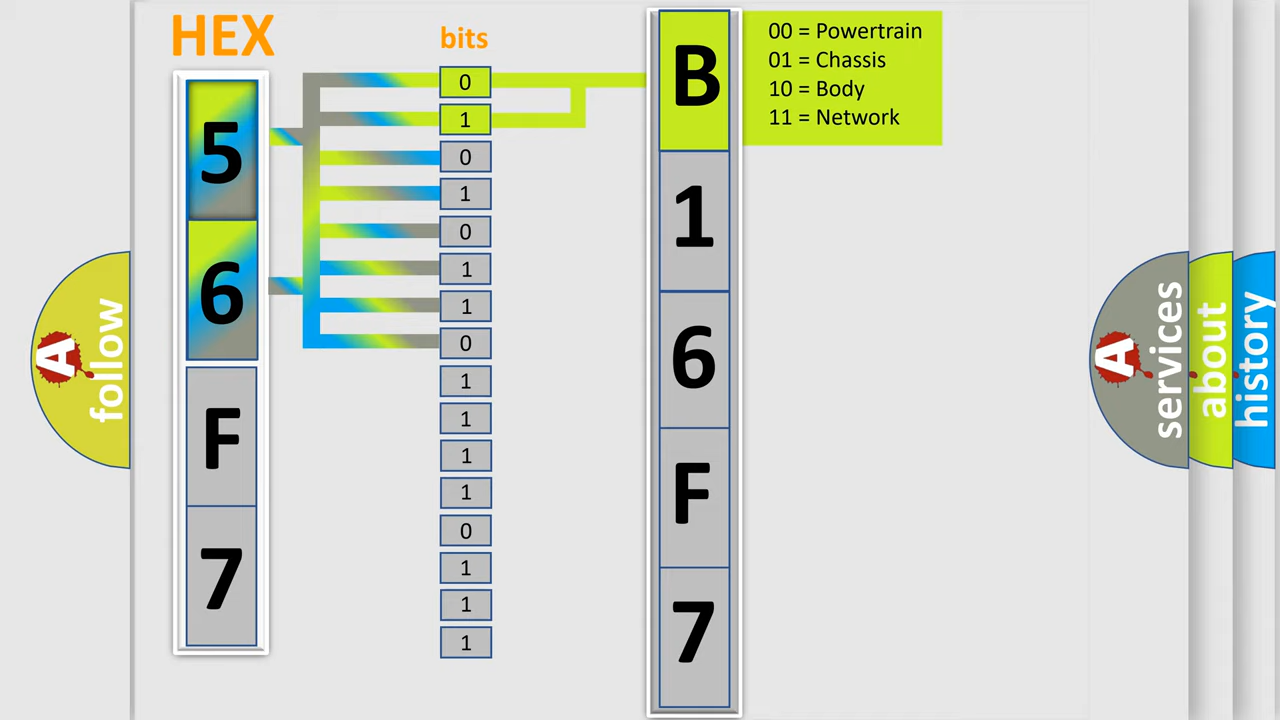 HEX
bits
5
6
F
7
0
1
0
1
0
1
1
0
1
1
1
1
0
1
1
1
B
1
6
F
7
00 = Powertrain
01 = Chassis
10 = Body
11 = Network
A
follow
A
services
about
history